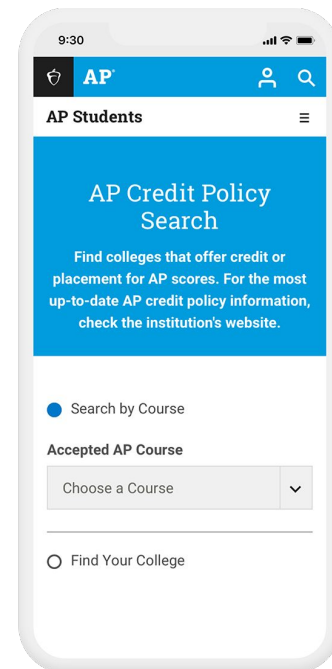 9:30
AP®
AP Students
AP Credit Policy
Search
Find colleges that offer credit or
placement for AP scores. For the most
up-to-date AP credit policy information,
check the institution's website.
Search by Course
Accepted AP Course
Choose a Course
Find Your College